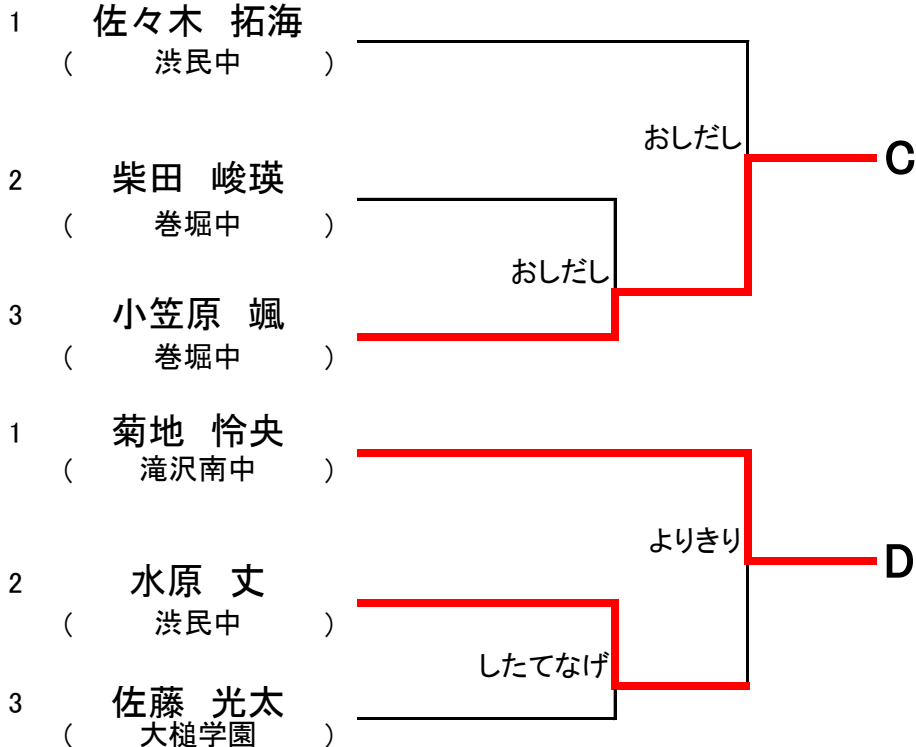 1 佐々木 拓海
( 渋民中 )
おしだし
C
2 柴田 峻瑛
( 巻堀中 )
おしだし
3 小笠原 颯
( 巻堀中 )
1 菊地 怜央
( 滝沢南中 )
よりきり
D
2 水原 丈
( 渋民中 )
したてなげ
3 佐藤 光太
( 大槌学園 )